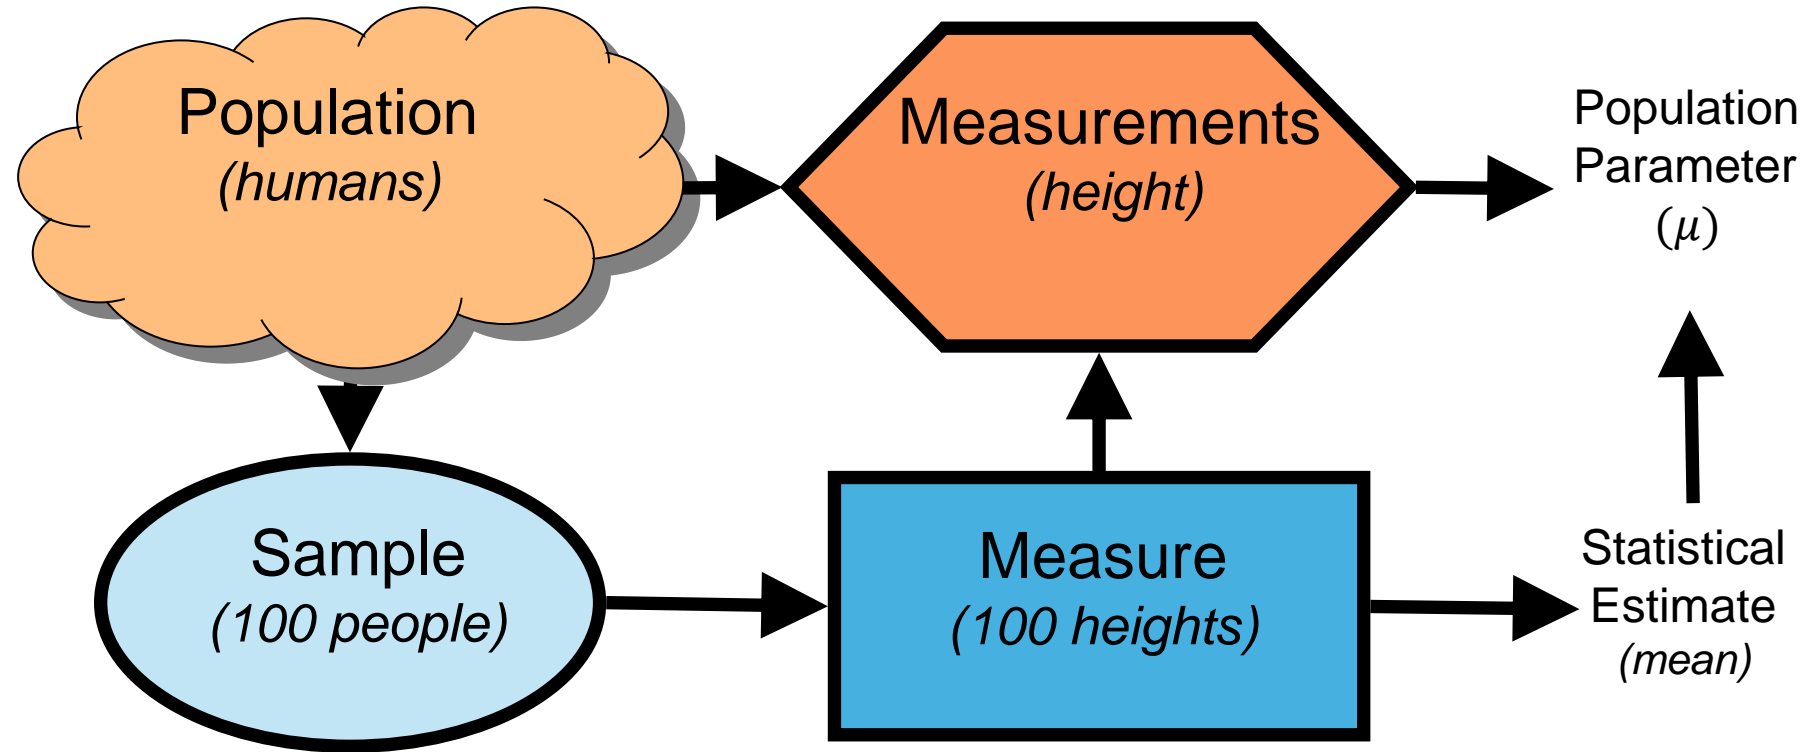 Population
(humans)
Measurements
(height)
Population
Parameter
(μ)
Sample
(100 people)
Measure
(100 heights)
Statistical
Estimate
(mean)